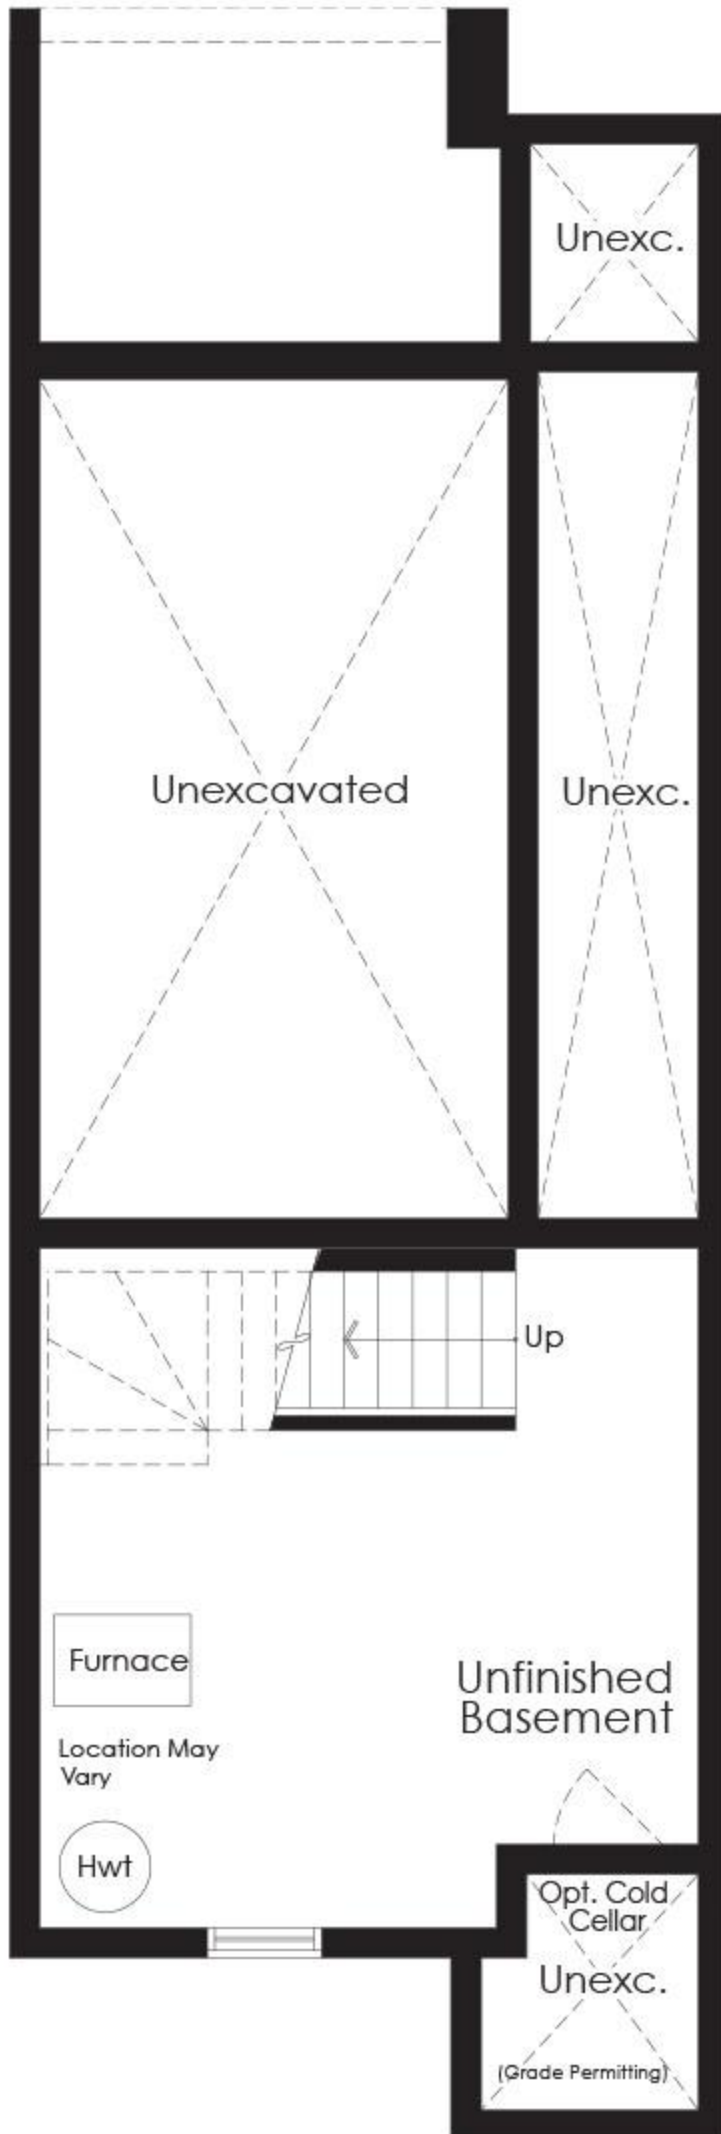 Unexc.
Unexcavated
Unexc.
Up
Furnace
Unfinished
Basement
Location May
Vary
Hwt
Opt. Cold
Cellar
Unexc.
(Grade Permitting)